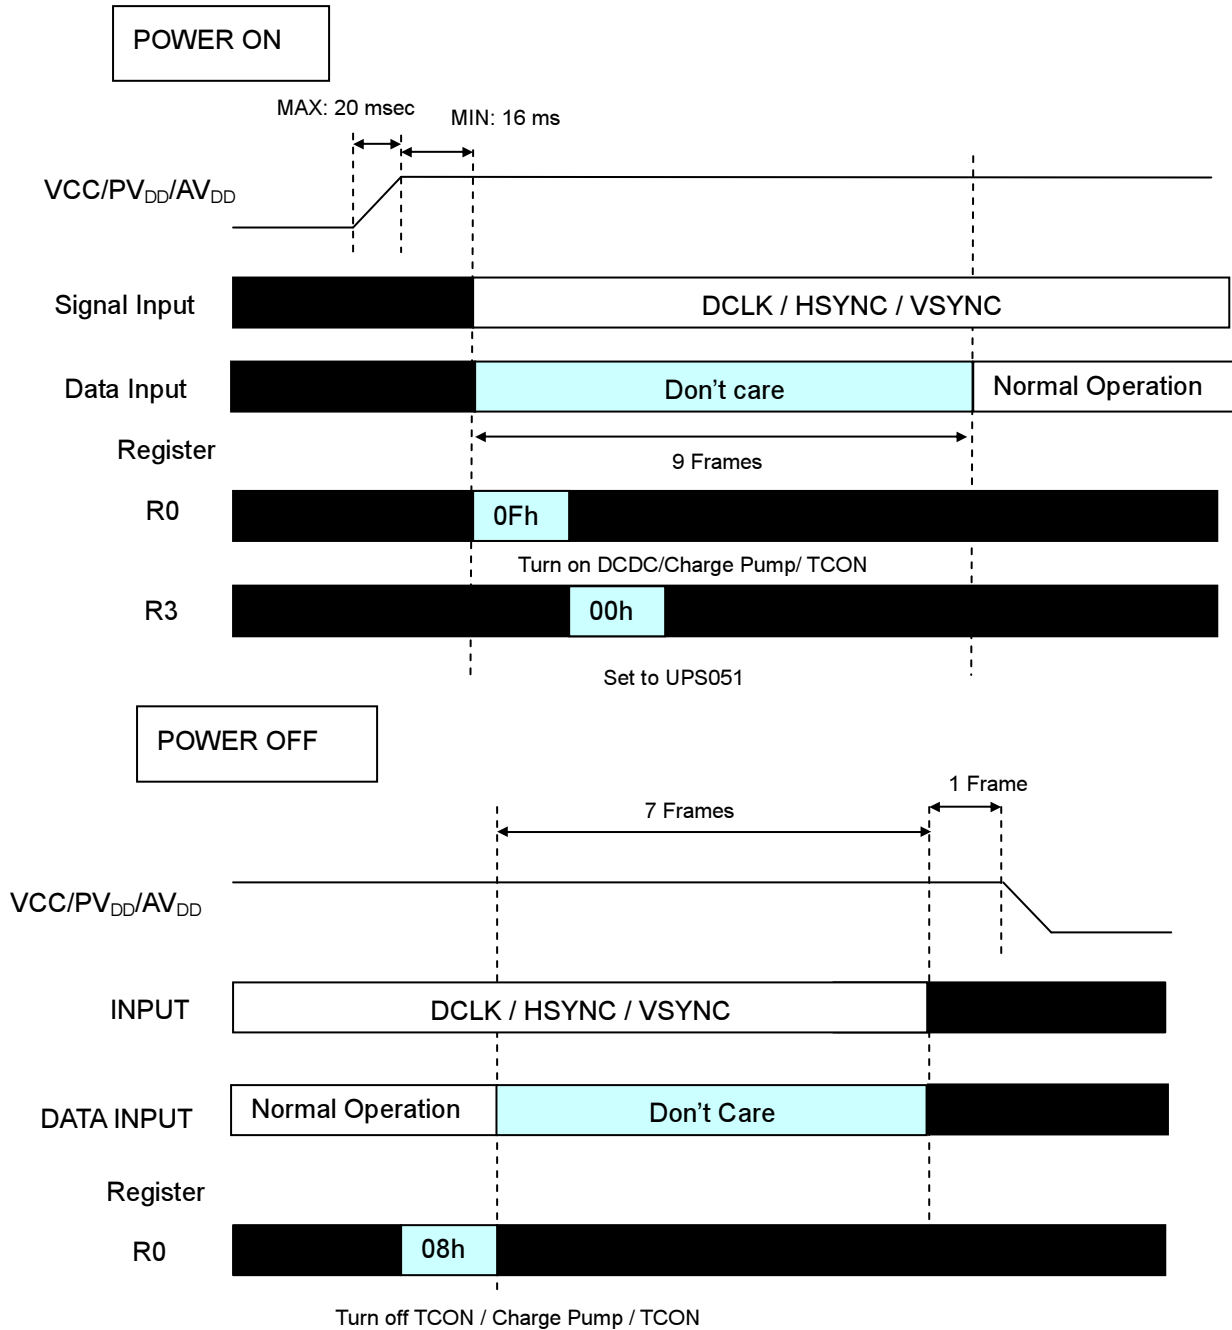 POWER ON
MAX: 20 msec
MIN: 16 ms
VCC/PVDD/AVDD
Signal Input
DCLK / HSYNC / VSYNC
Data Input
Don't care
Normal Operation
Register
9 Frames
R0
0Fh
Turn on DCDC/Charge Pump/ TCON
R3
00h
Set to UPS051
POWER OFF
1 Frame
7 Frames
VCC/PVDD/AVDD
INPUT
DCLK / HSYNC / VSYNC
DATA INPUT
Normal Operation
Don't Care
Register
R0
08h
Turn off TCON / Charge Pump / TCON